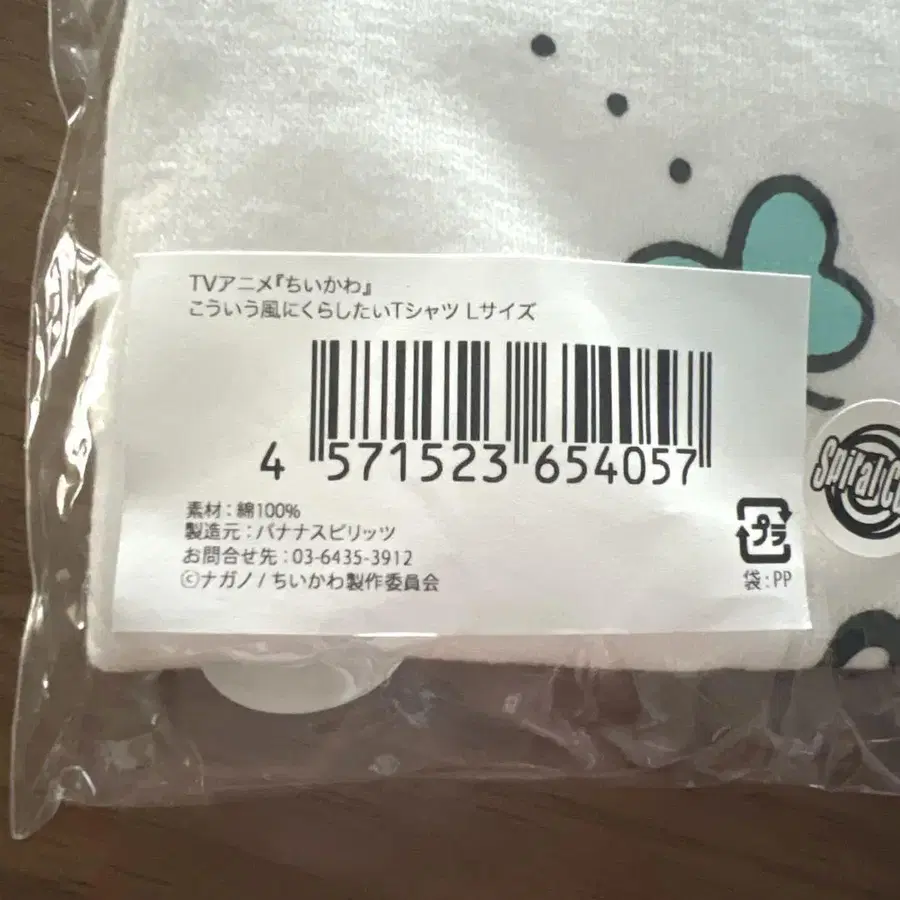 TVアニメ『ちいかわ』
こういう風にくらしたいTシャツ Lサイズ
4 571523 654057
素材：綿100%
製造元：バナナスピリッツ
お問合せ先：03-6435-3912
©ナガノ / ちいかわ製作委員会
プラ
袋：PP
Spiral